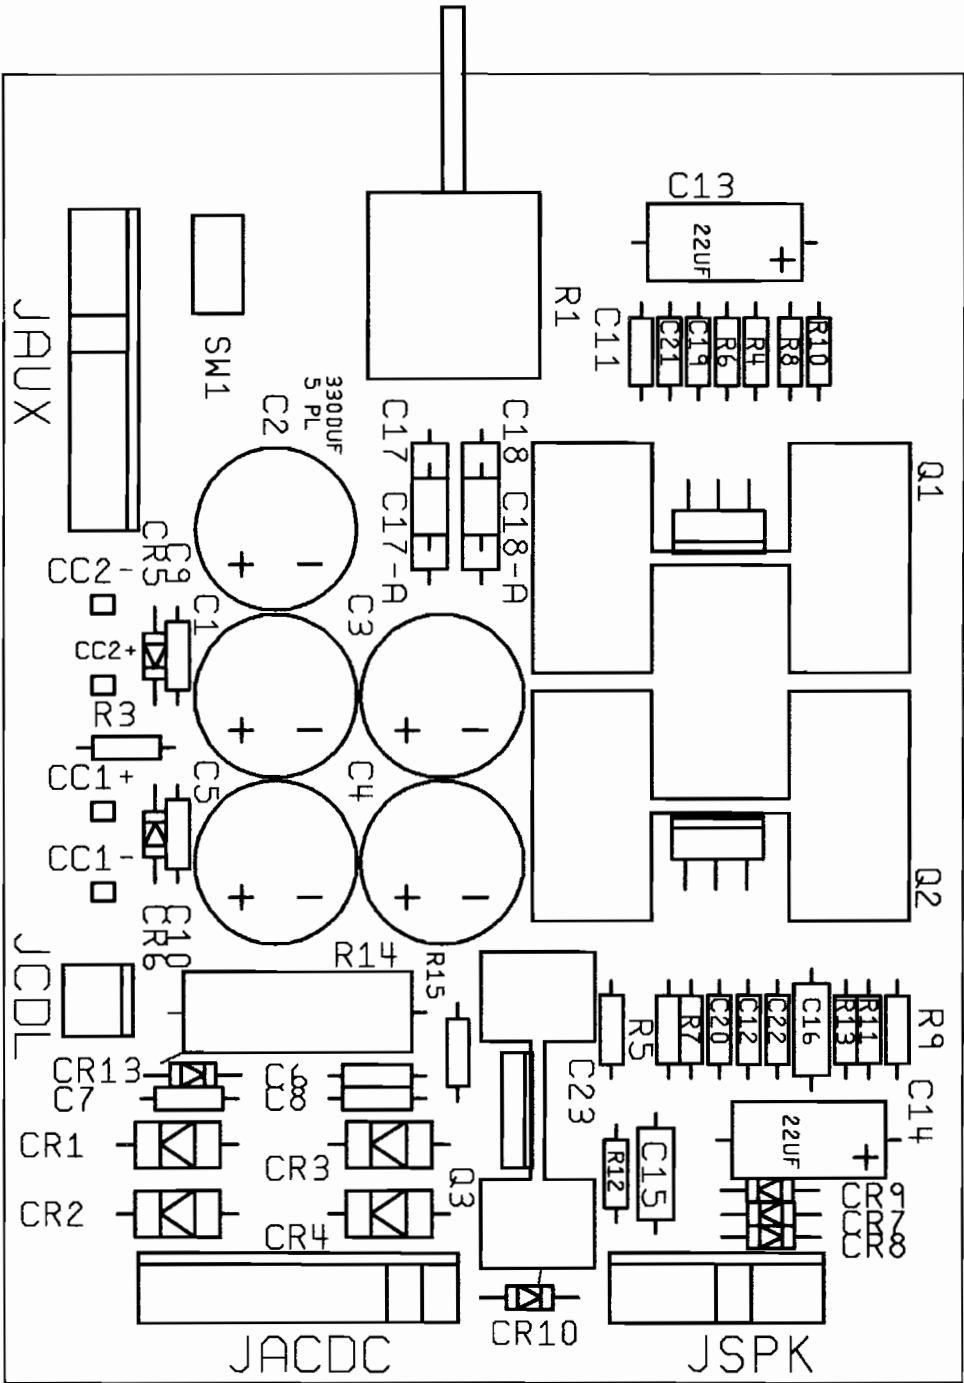 C13
22UF
+
R1
C11
C21
C19
R6
R4
R8
R10
JAUX
SW1
3300UF
5 PL
C2
C17
C18
C17-A
C18-A
Q1
+ -
CR5
C9
CC2-
C1
C3
CC2+
R3
+ -
+ -
CC1+
C5
C4
CC1-
+ -
+ -
Q2
CR6
C10
JCDL
R14
R15
R5
R7
C20
C12
C22
C16
R13
R11
R9
CR13
C7
C6
C8
C23
C14
22UF
+
CR1
CR3
Q3
R12
C15
CR9
CR7
CR8
CR2
CR4
CR10
JACDC
JSPK